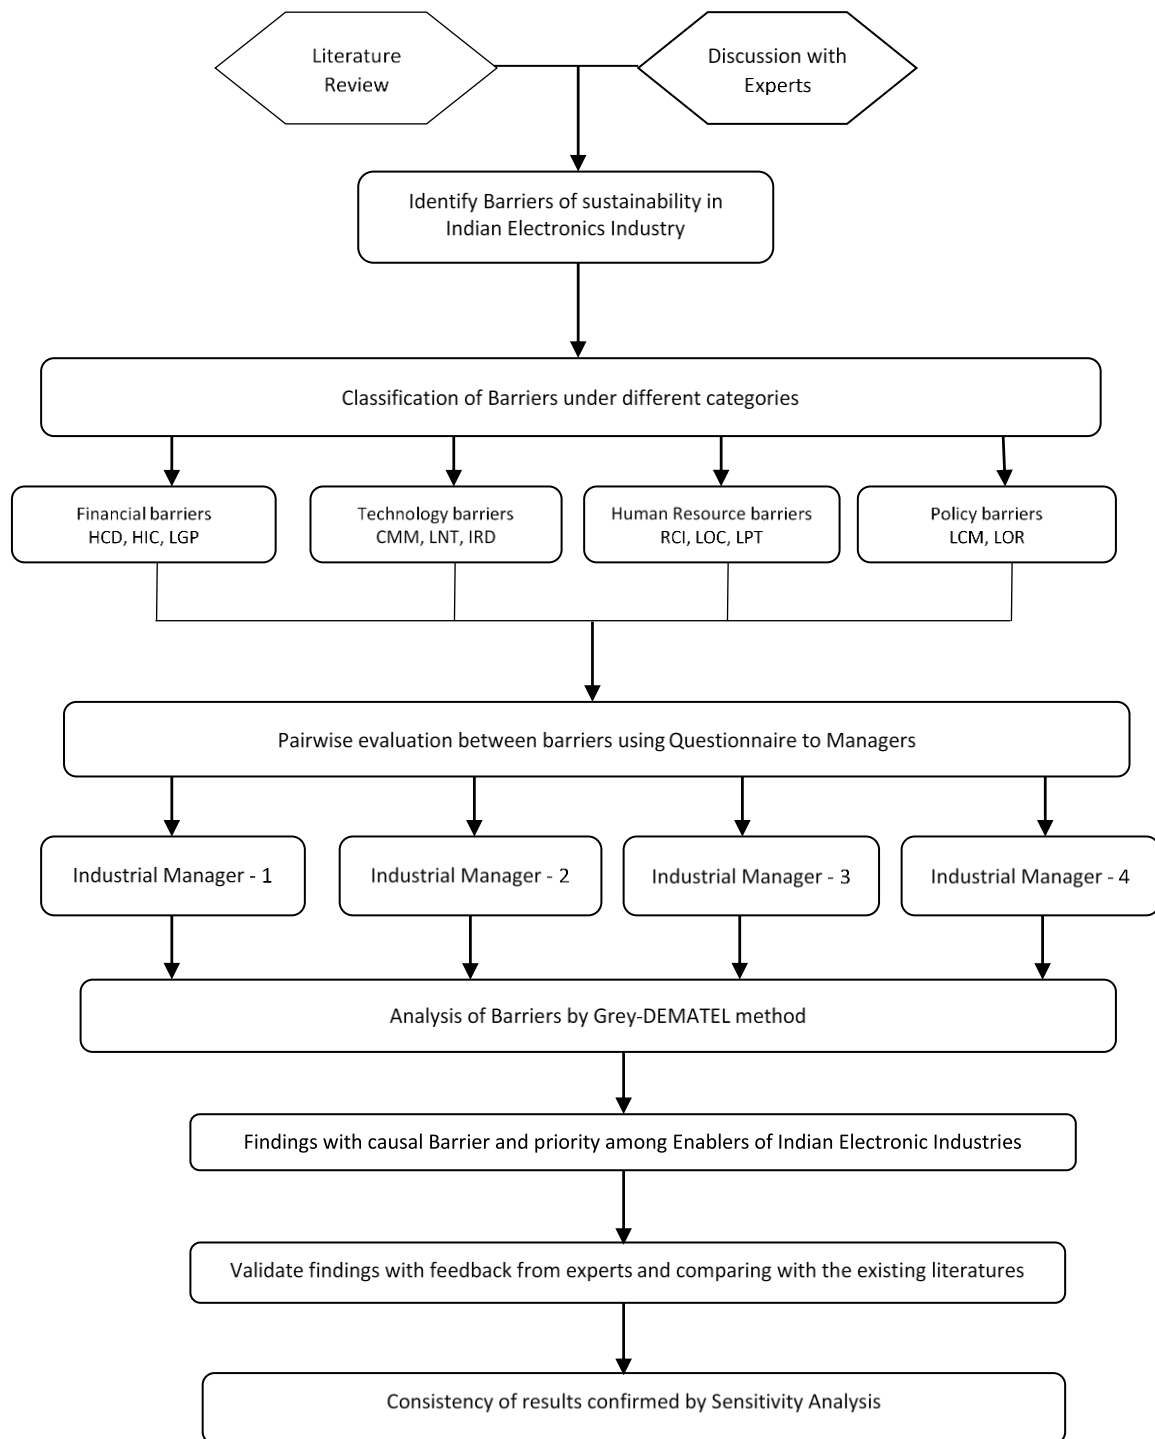 Literature
Review
Discussion with
Experts
Identify Barriers of sustainability in
Indian Electronics Industry
Classification of Barriers under different categories
Financial barriers
HCD, HIC, LGP
Technology barriers
CMM, LNT, IRD
Human Resource barriers
RCI, LOC, LPT
Policy barriers
LCM, LOR
Pairwise evaluation between barriers using Questionnaire to Managers
Industrial Manager - 1
Industrial Manager - 2
Industrial Manager - 3
Industrial Manager - 4
Analysis of Barriers by Grey-DEMATEL method
Findings with causal Barrier and priority among Enablers of Indian Electronic Industries
Validate findings with feedback from experts and comparing with the existing literatures
Consistency of results confirmed by Sensitivity Analysis